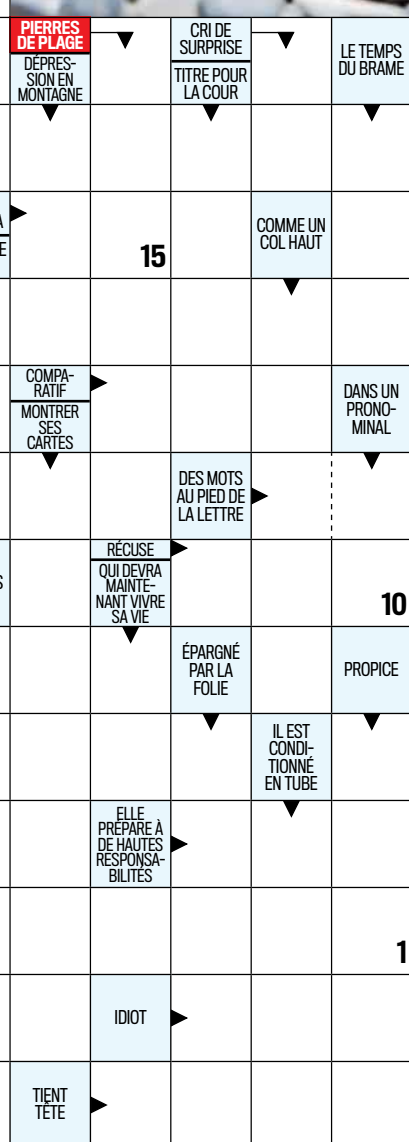 PIERRES
DE PLAGE
DÉPRES-
SION EN
MONTAGNE
CRI DE
SURPRISE
TITRE POUR
LA COUR
LE TEMPS
DU BRAME
A
E
15
COMME UN
COL HAUT
COMPA-
RATIF
MONTRER
SES
CARTES
DANS UN
PRONO-
MINAL
DES MOTS
AU PIED DE
LA LETTRE
S
RÉCUSE
QUI DEVRA
MAINTE-
NANT VIVRE
SA VIE
10
ÉPARGNÉ
PAR LA
FOLIE
PROPICE
IL EST
CONDI-
TIONNÉ
EN TUBE
ELLE
PRÉPARE À
DE HAUTES
RESPONSA-
BILITÉS
1
IDIOT
TIENT
TÊTE